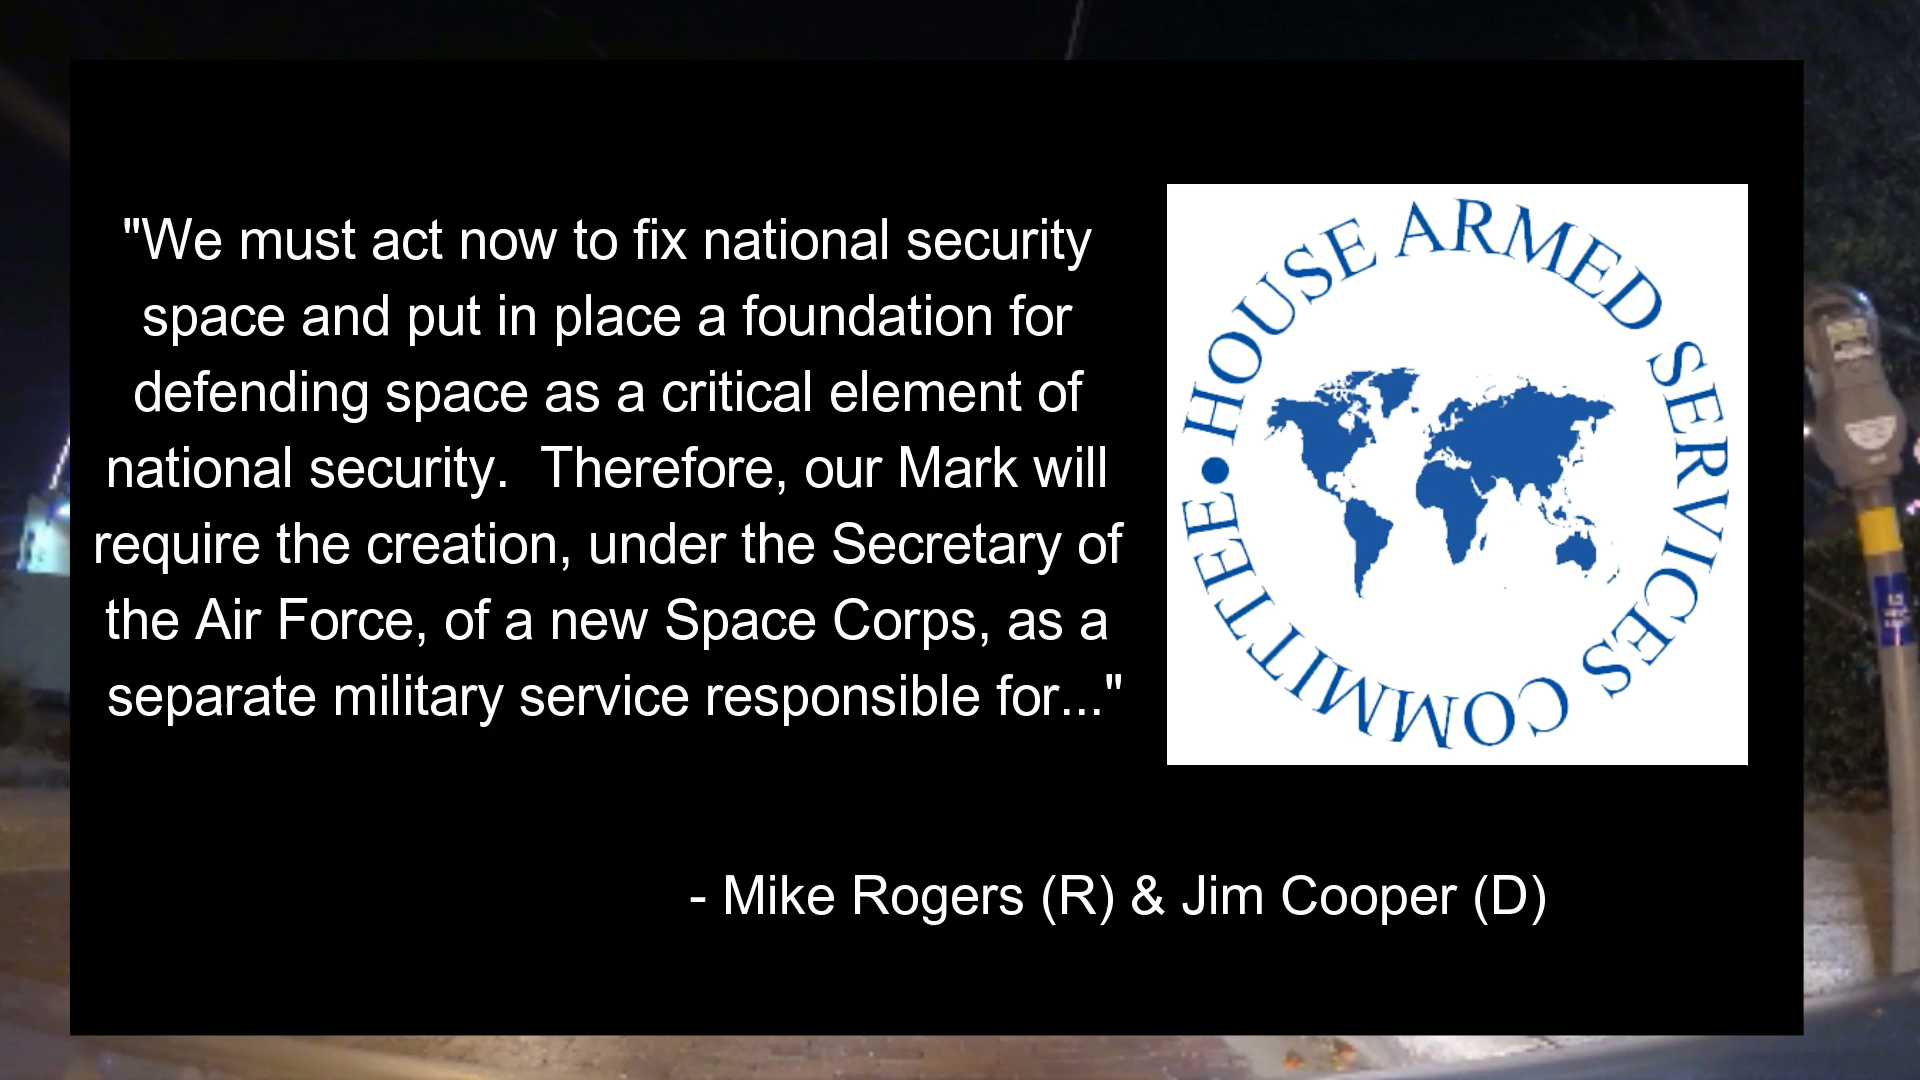 "We must act now to fix national security
space and put in place a foundation for
defending space as a critical element of
national security.  Therefore, our Mark will
require the creation, under the Secretary of
the Air Force, of a new Space Corps, as a
separate military service responsible for..."
HOUSE ARMED SERVICES COMMITTEE •
- Mike Rogers (R) & Jim Cooper (D)